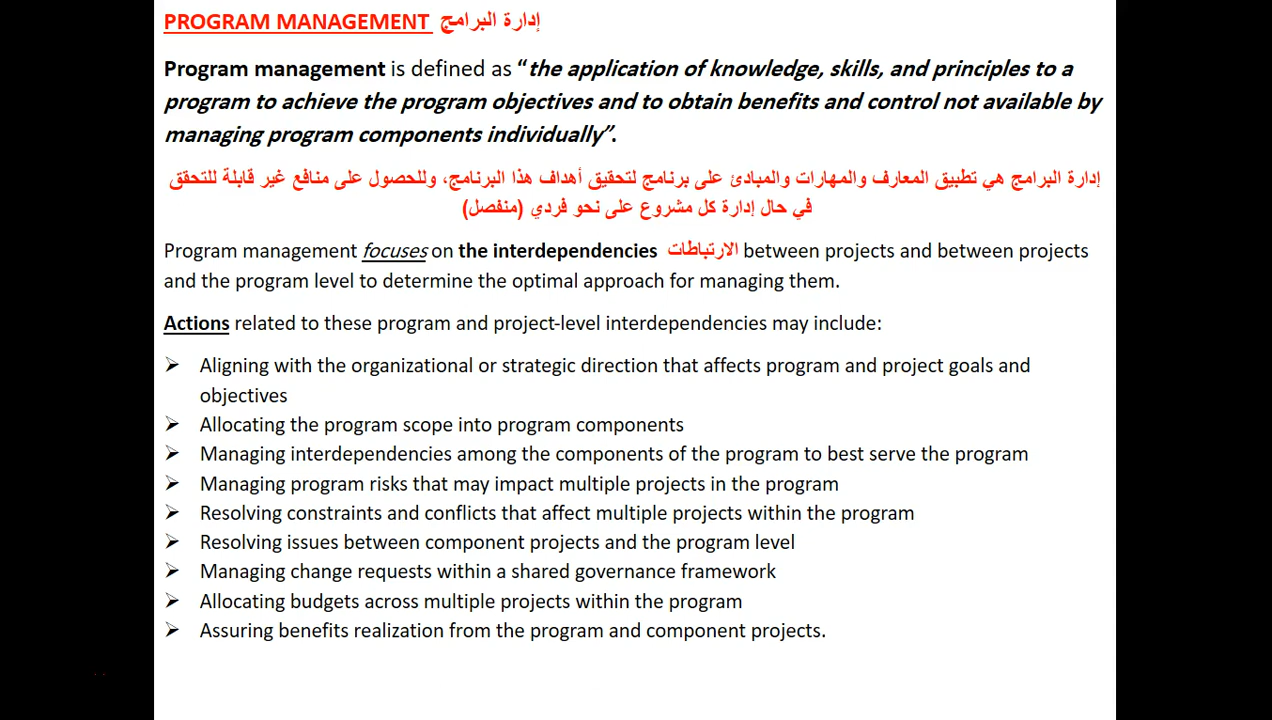 PROGRAM MANAGEMENT إدارة البرامج
Program management is defined as “the application of knowledge, skills, and principles to a
program to achieve the program objectives and to obtain benefits and control not available by
managing program components individually”.
إدارة البرامج هي تطبيق المعارف والمهارات والمبادئ على برنامج لتحقيق أهداف هذا البرنامج، وللحصول على منافع غير قابلة للتحقق
في حال إدارة كل مشروع على نحو فردي (منفصل)
Program management focuses on the interdependencies الارتباطات between projects and between projects
and the program level to determine the optimal approach for managing them.
Actions related to these program and project-level interdependencies may include:
➢ Aligning with the organizational or strategic direction that affects program and project goals and
objectives
➢ Allocating the program scope into program components
➢ Managing interdependencies among the components of the program to best serve the program
➢ Managing program risks that may impact multiple projects in the program
➢ Resolving constraints and conflicts that affect multiple projects within the program
➢ Resolving issues between component projects and the program level
➢ Managing change requests within a shared governance framework
➢ Allocating budgets across multiple projects within the program
➢ Assuring benefits realization from the program and component projects.